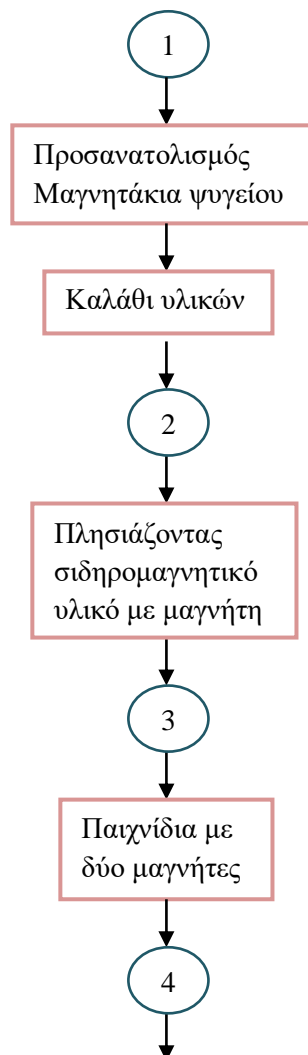 1
Προσανατολισμός
Μαγνητάκια ψυγείου
Καλάθι υλικών
2
Πλησιάζοντας
σιδηρομαγνητικό
υλικό με μαγνήτη
3
Παιχνίδια με
δύο μαγνήτες
4